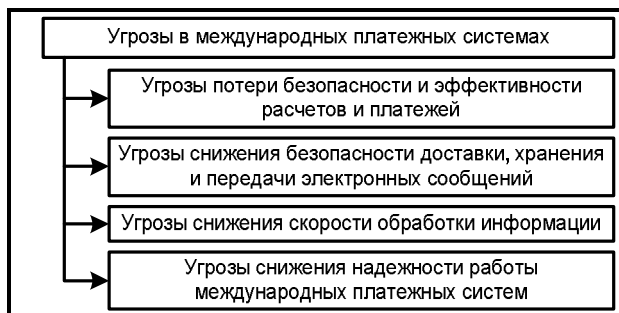 Угрозы в международных платежных системах
Угрозы потери безопасности и эффективности
расчетов и платежей
Угрозы снижения безопасности доставки, хранения
и передачи электронных сообщений
Угрозы снижения скорости обработки информации
Угрозы снижения надежности работы
международных платежных систем